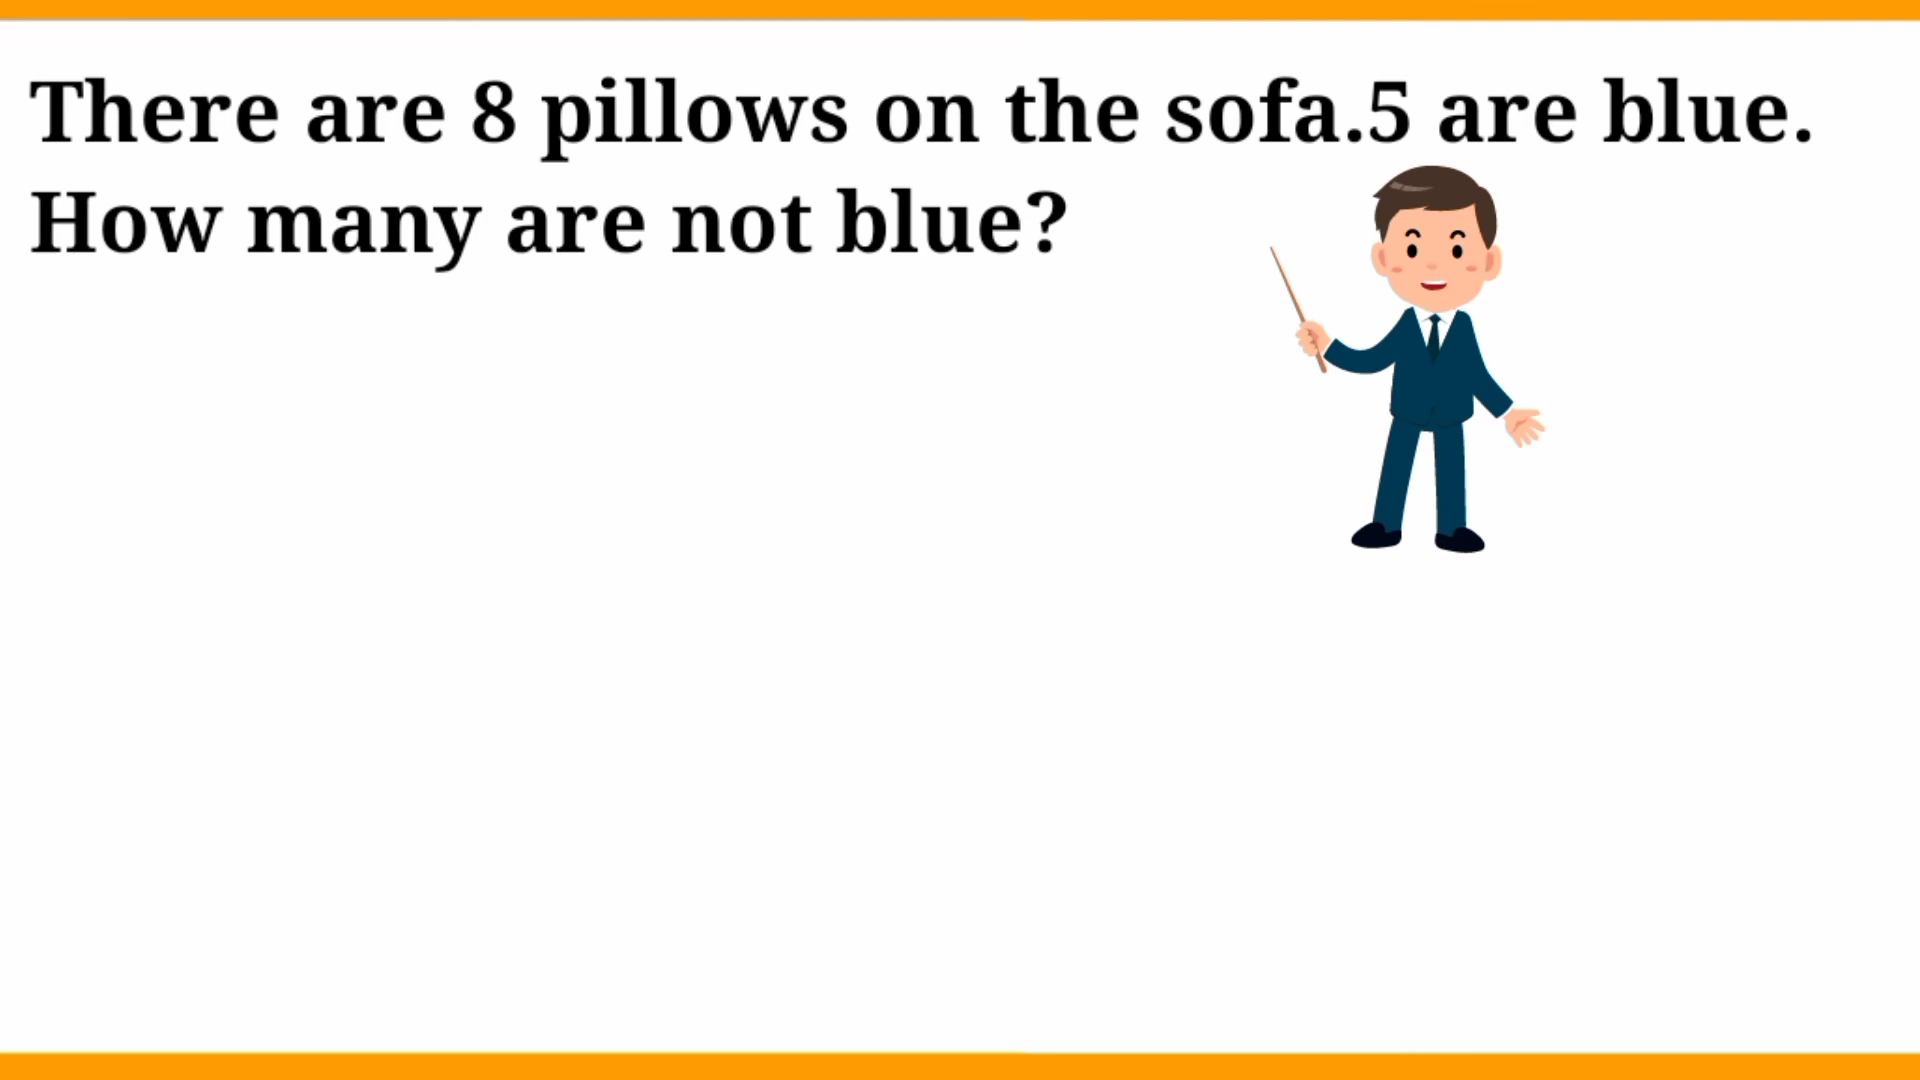 There are 8 pillows on the sofa.5 are blue.
How many are not blue?